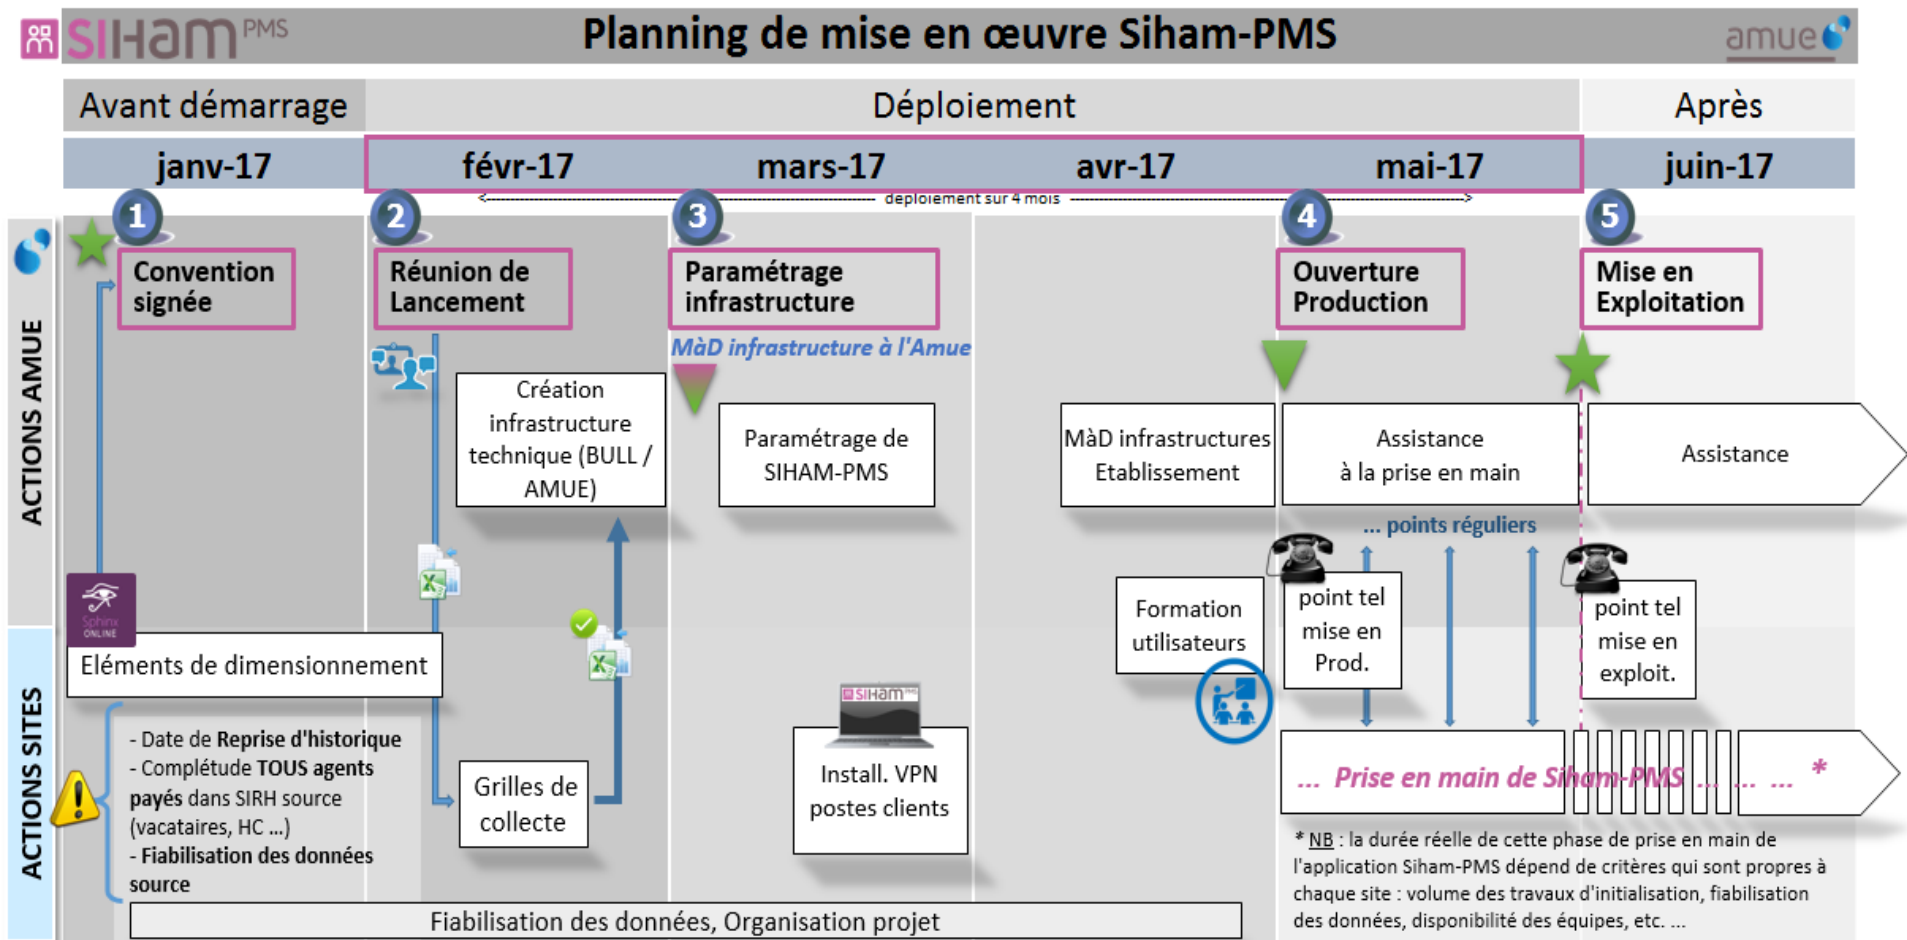 SIHam PMS
Planning de mise en œuvre Siham-PMS
amue
Avant démarrage
Déploiement
Après
janv-17
févr-17
mars-17
avr-17
mai-17
juin-17
déploiement sur 4 mois
1
2
3
4
5
Convention
signée
Réunion de
Lancement
Paramétrage
infrastructure
Ouverture
Production
Mise en
Exploitation
ACTIONS AMUE
MàD infrastructure à l'Amue
Création
infrastructure
technique (BULL /
AMUE)
Paramétrage de
SIHAM-PMS
MàD infrastructures
Etablissement
Assistance
à la prise en main
Assistance
... points réguliers
Sphinx
ONLINE
Formation
utilisateurs
point tel
mise en
Prod.
point tel
mise en
exploit.
ACTIONS SITES
Eléments de dimensionnement
- Date de Reprise d'historique
- Complétude TOUS agents
payés dans SIRH source
(vacataires, HC ...)
- Fiabilisation des données
source
Grilles de
collecte
SIHam PMS
Install. VPN
postes clients
... Prise en main de Siham-PMS ... ... ... *
* NB : la durée réelle de cette phase de prise en main de
l'application Siham-PMS dépend de critères qui sont propres à
chaque site : volume des travaux d'initialisation, fiabilisation
des données, disponibilité des équipes, etc. ...
Fiabilisation des données, Organisation projet